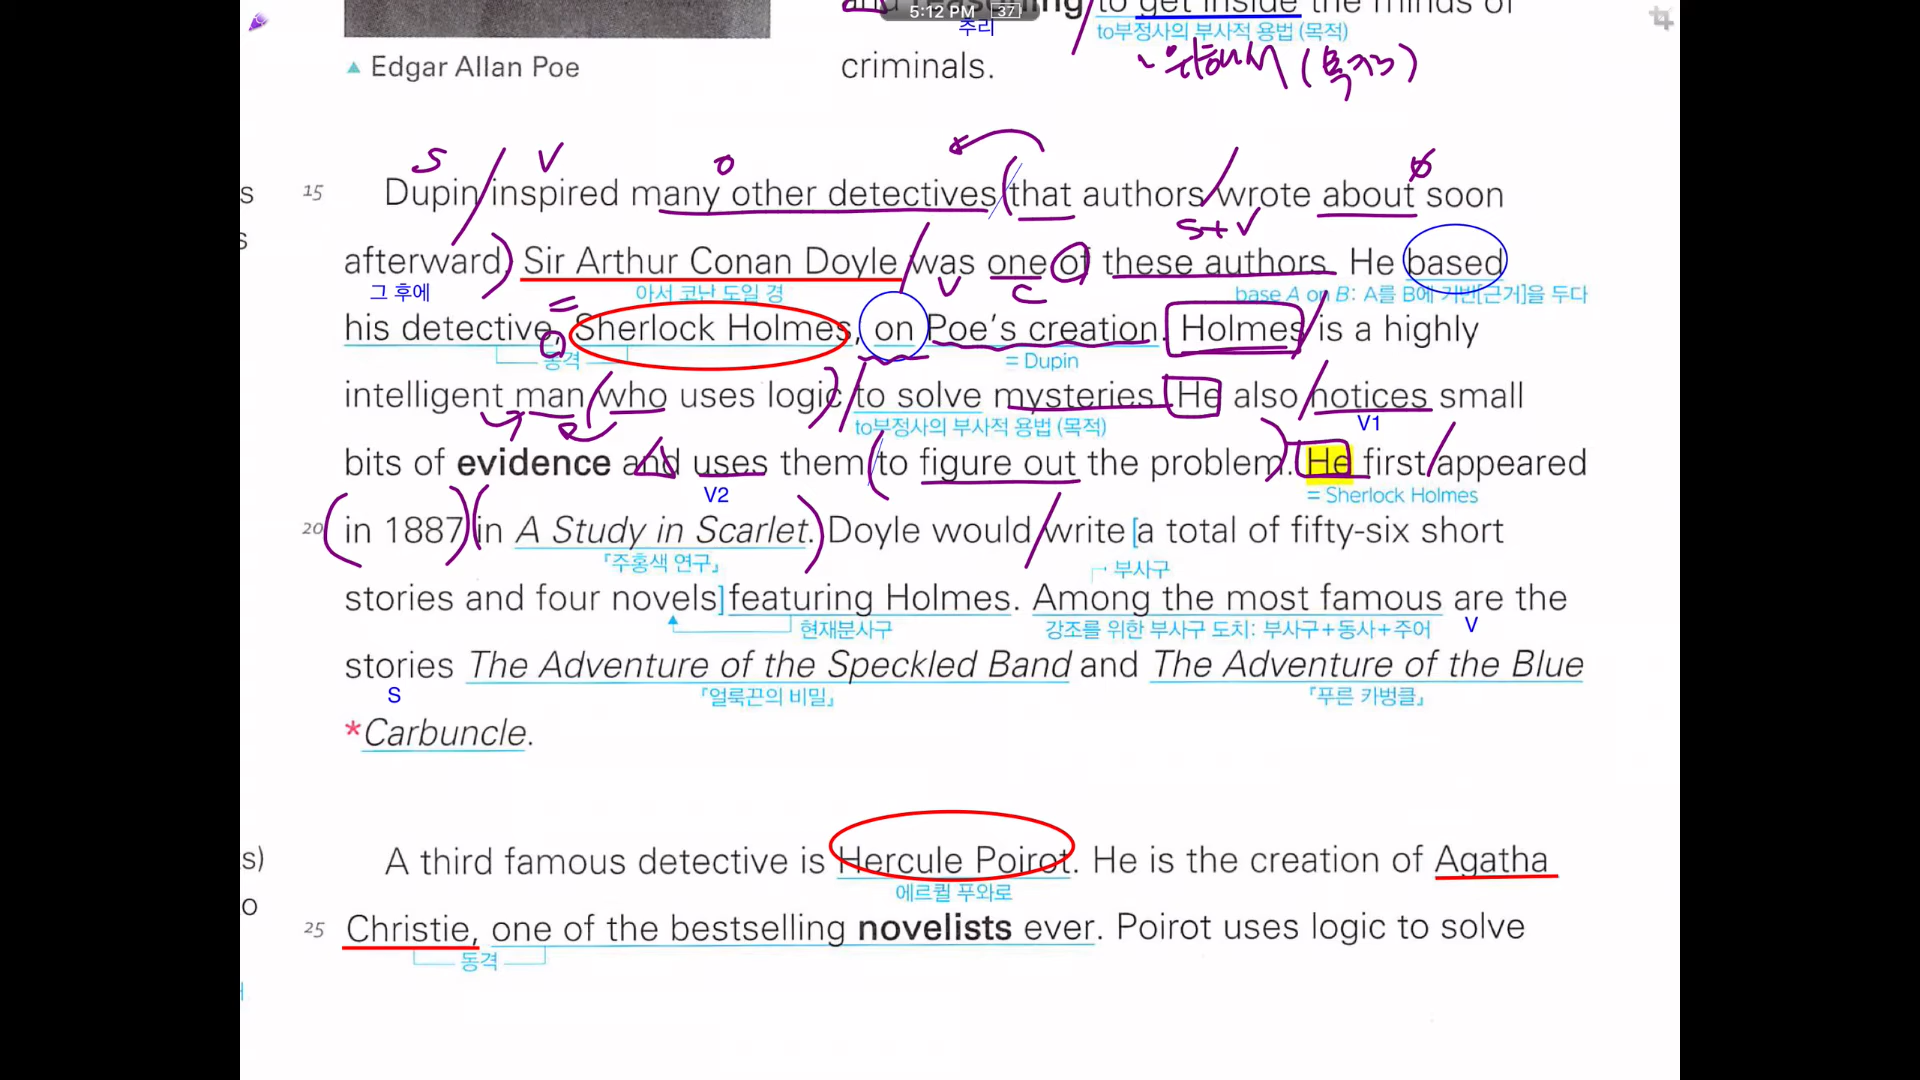 5:12 PM 37
and reasoning to get inside the minds of
추리 to부정사의 부사적 용법 (목적)
▲ Edgar Allan Poe
criminals.
~위해서 (목적)
S V O
15 Dupin inspired many other detectives that authors wrote about soon
S+V
afterward. Sir Arthur Conan Doyle was one of these authors. He based
그 후에 아서 코난 도일 경 V C base A on B: A를 B에 기반[근거]을 두다
his detective, Sherlock Holmes, on Poe's creation. Holmes is a highly
동격 = Dupin
intelligent man who uses logic to solve mysteries. He also notices small
to부정사의 부사적 용법 (목적) V1
bits of evidence and uses them to figure out the problem. He first appeared
V2 = Sherlock Holmes
20 in 1887 in A Study in Scarlet. Doyle would write [a total of fifty-six short
『주홍색 연구』
부사구
stories and four novels] featuring Holmes. Among the most famous are the
현재분사구 강조를 위한 부사구 도치: 부사구+동사+주어 V
stories The Adventure of the Speckled Band and The Adventure of the Blue
S 『얼룩끈의 비밀』 『푸른 카벙클』
*Carbuncle.
A third famous detective is Hercule Poirot. He is the creation of Agatha
에르퀼 푸와로
25 Christie, one of the bestselling novelists ever. Poirot uses logic to solve
동격